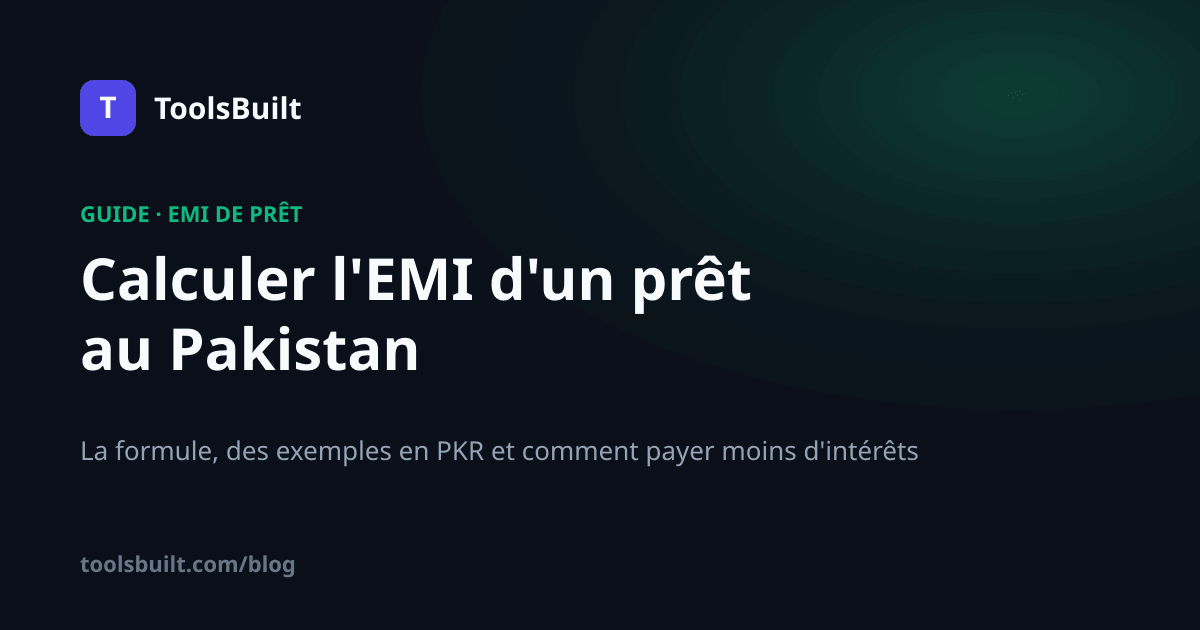 T ToolsBuilt
GUIDE · EMI DE PRÊT
Calculer l'EMI d'un prêt
au Pakistan
La formule, des exemples en PKR et comment payer moins d'intérêts
toolsbuilt.com/blog